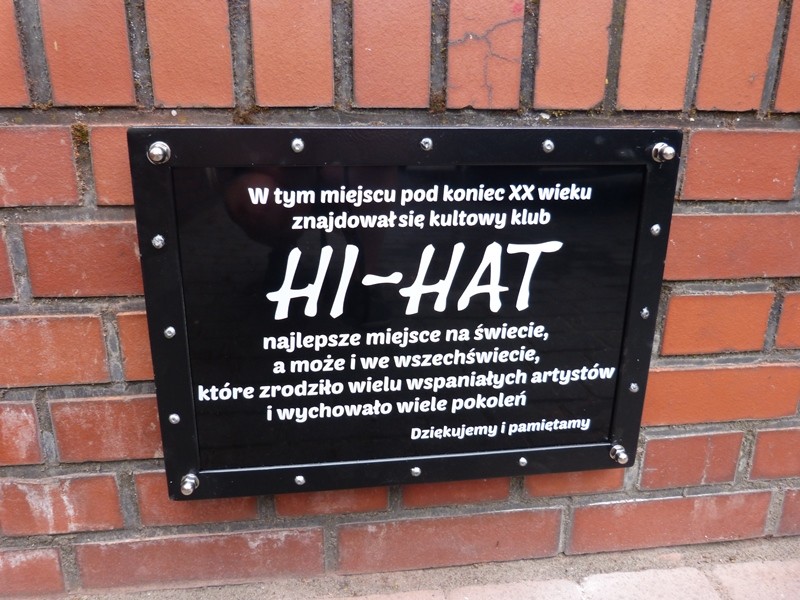 W tym miejscu pod koniec XX wieku
znajdował się kultowy klub
HI-HAT
najlepsze miejsce na świecie,
a może i we wszechświecie,
które zrodziło wielu wspaniałych artystów
i wychowało wiele pokoleń
Dziękujemy i pamiętamy